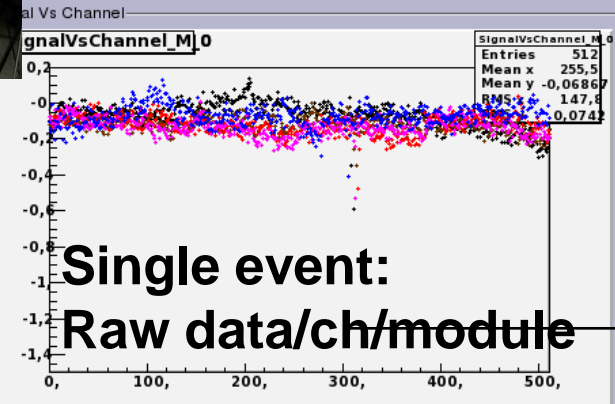 al Vs Channel
gnalVsChannel_M_0
SignalVsChannel_M_0
Entries 512
Mean x 255,5
Mean y -0,06867
RMS x 147,8
0,0742
0,2
-0
-0,2
-0,4
-0,6
-0,8
-1,
-1,2
-1,4
Single event:
Raw data/ch/module
0, 100, 200, 300, 400, 500,